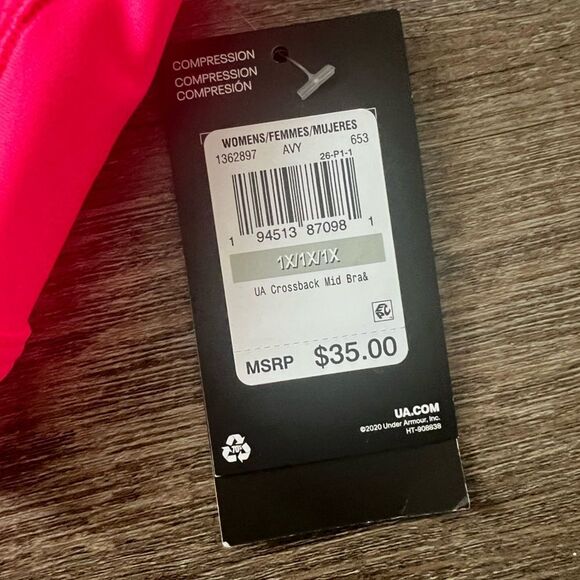 COMPRESSION
COMPRESSION
COMPRESIÓN
WOMENS/FEMMES/MUJERES
1362897 AVY 653
26-P1-1
1 94513 87098 1
1X/1X/1X
UA Crossback Mid Bra&
MSRP $35.00
UA.COM
©2020 Under Armour, Inc.
HT-908838